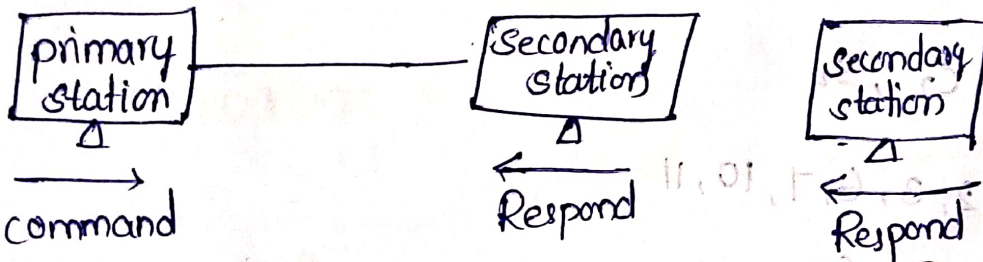 primary
station
secondary
station
secondary
station
command
Respond
Respond